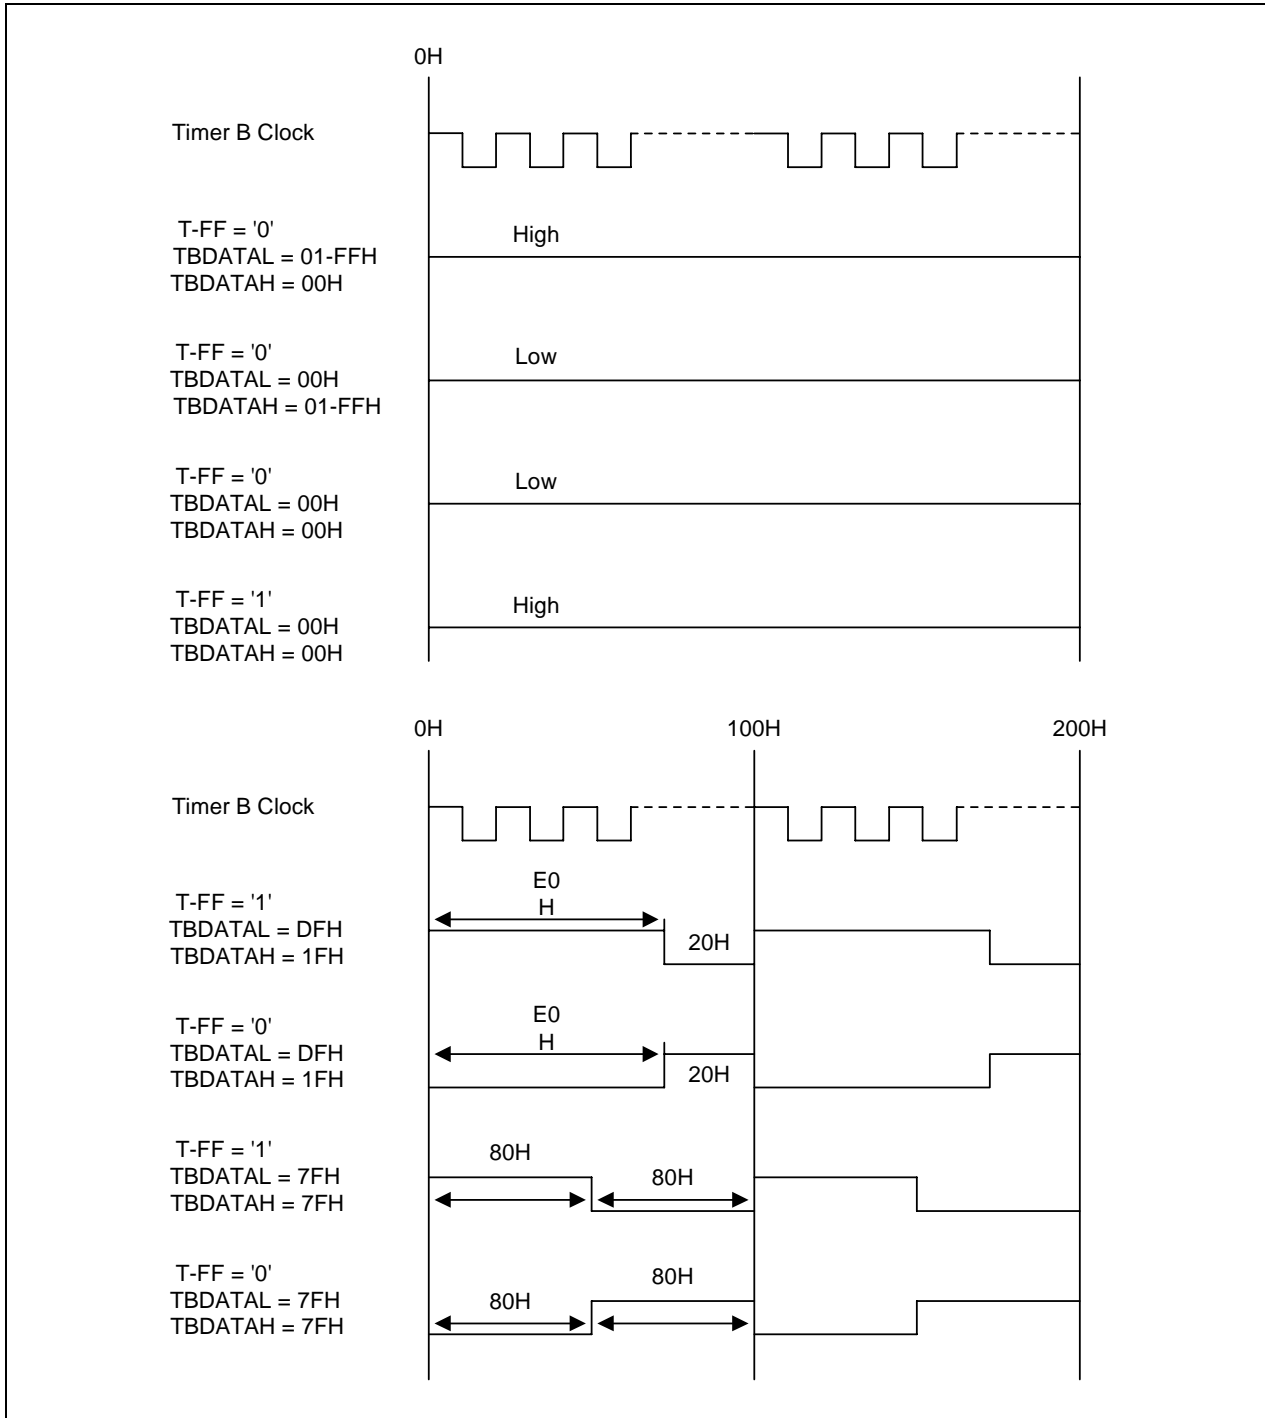 0H
Timer B Clock
T-FF = '0'
TBDATAL = 01-FFH
TBDATAH = 00H
High
T-FF = '0'
TBDATAL = 00H
TBDATAH = 01-FFH
Low
T-FF = '0'
TBDATAL = 00H
TBDATAH = 00H
Low
T-FF = '1'
TBDATAL = 00H
TBDATAH = 00H
High
0H 100H 200H
Timer B Clock
T-FF = '1'
TBDATAL = DFH
TBDATAH = 1FH
E0
H
20H
T-FF = '0'
TBDATAL = DFH
TBDATAH = 1FH
E0
H
20H
T-FF = '1'
TBDATAL = 7FH
TBDATAH = 7FH
80H
80H
T-FF = '0'
TBDATAL = 7FH
TBDATAH = 7FH
80H
80H